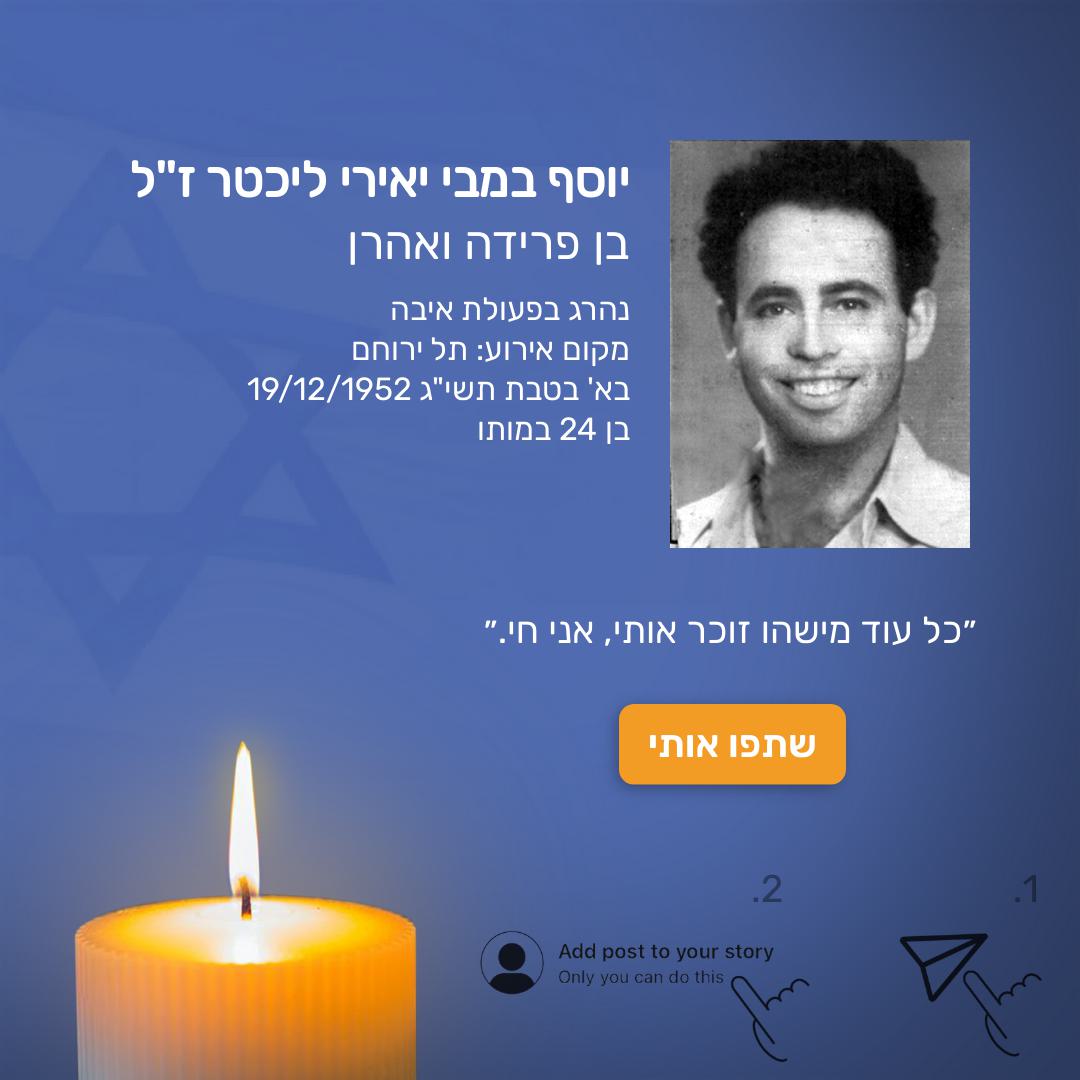 יוסף במבי יאירי ליכטר ז"ל
בן פרידה ואהרן
נהרג בפעולת איבה
מקום אירוע: תל ירוחם
בא' בטבת תשי"ג 19/12/1952
בן 24 במותו
״כל עוד מישהו זוכר אותי, אני חי.״
שתפו אותי
.1
.2
Add post to your story
Only you can do this